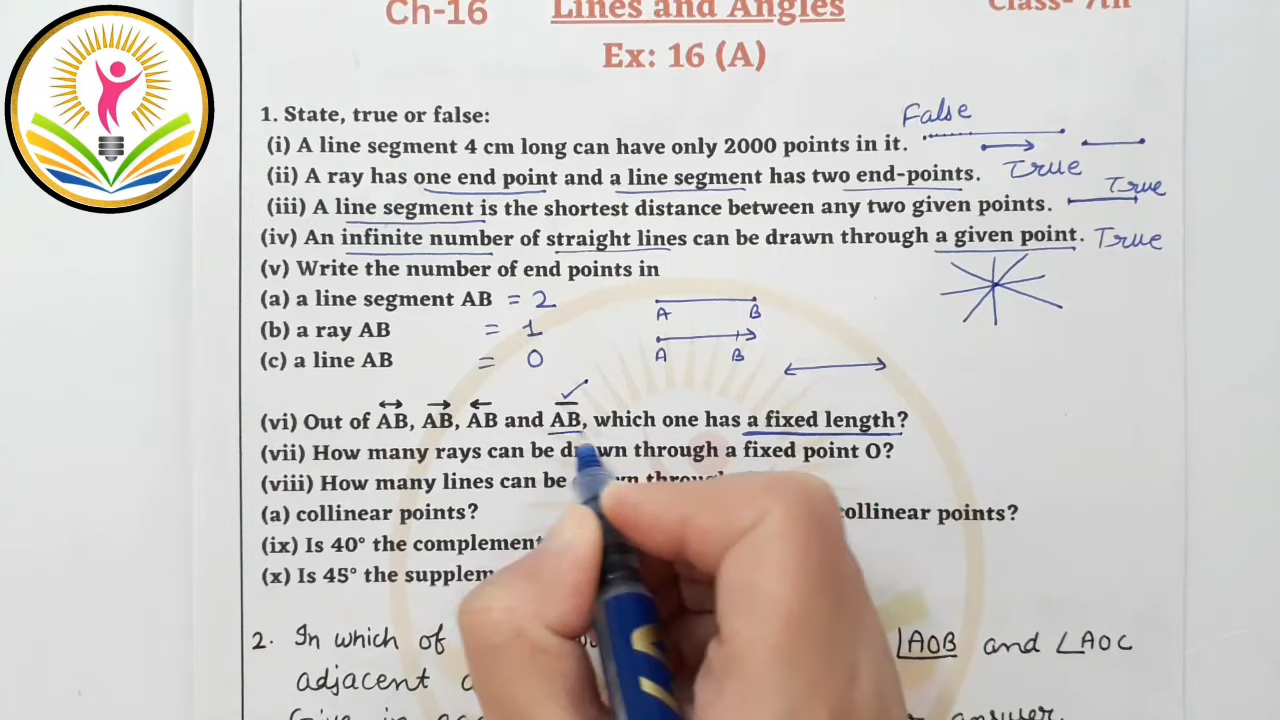 Ch-16 Lines and Angles Class- 7th
Ex: 16 (A)
1. State, true or false:
(i) A line segment 4 cm long can have only 2000 points in it. False
(ii) A ray has one end point and a line segment has two end-points. True
(iii) A line segment is the shortest distance between any two given points. True
(iv) An infinite number of straight lines can be drawn through a given point. True
(v) Write the number of end points in
(a) a line segment AB = 2 A B
(b) a ray AB = 1 A B
(c) a line AB = 0
(vi) Out of A͟B, AB, AB and AB, which one has a fixed length?
(vii) How many rays can be drawn through a fixed point O?
(viii) How many lines can be drawn through
(a) collinear points? collinear points?
(ix) Is 40° the complement
(x) Is 45° the supplem
2. In which of ∠AOB and ∠AOC
adjacent
Give in answer.